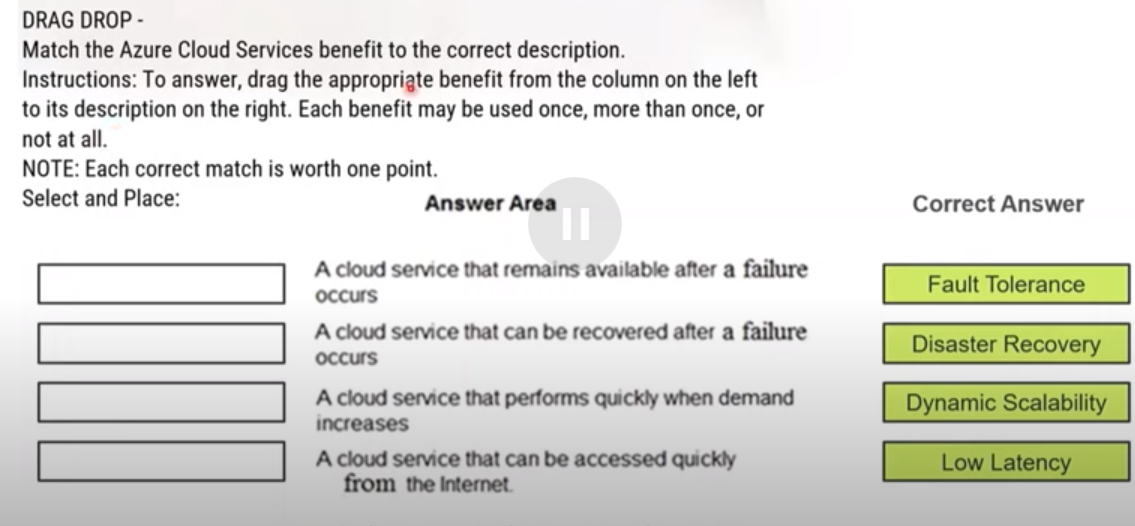 DRAG DROP -
Match the Azure Cloud Services benefit to the correct description.
Instructions: To answer, drag the appropriate benefit from the column on the left
to its description on the right. Each benefit may be used once, more than once, or
not at all.
NOTE: Each correct match is worth one point.
Select and Place:
Answer Area
Correct Answer
A cloud service that remains available after a failure
occurs
Fault Tolerance
A cloud service that can be recovered after a failure
occurs
Disaster Recovery
A cloud service that performs quickly when demand
increases
Dynamic Scalability
A cloud service that can be accessed quickly
from the Internet.
Low Latency